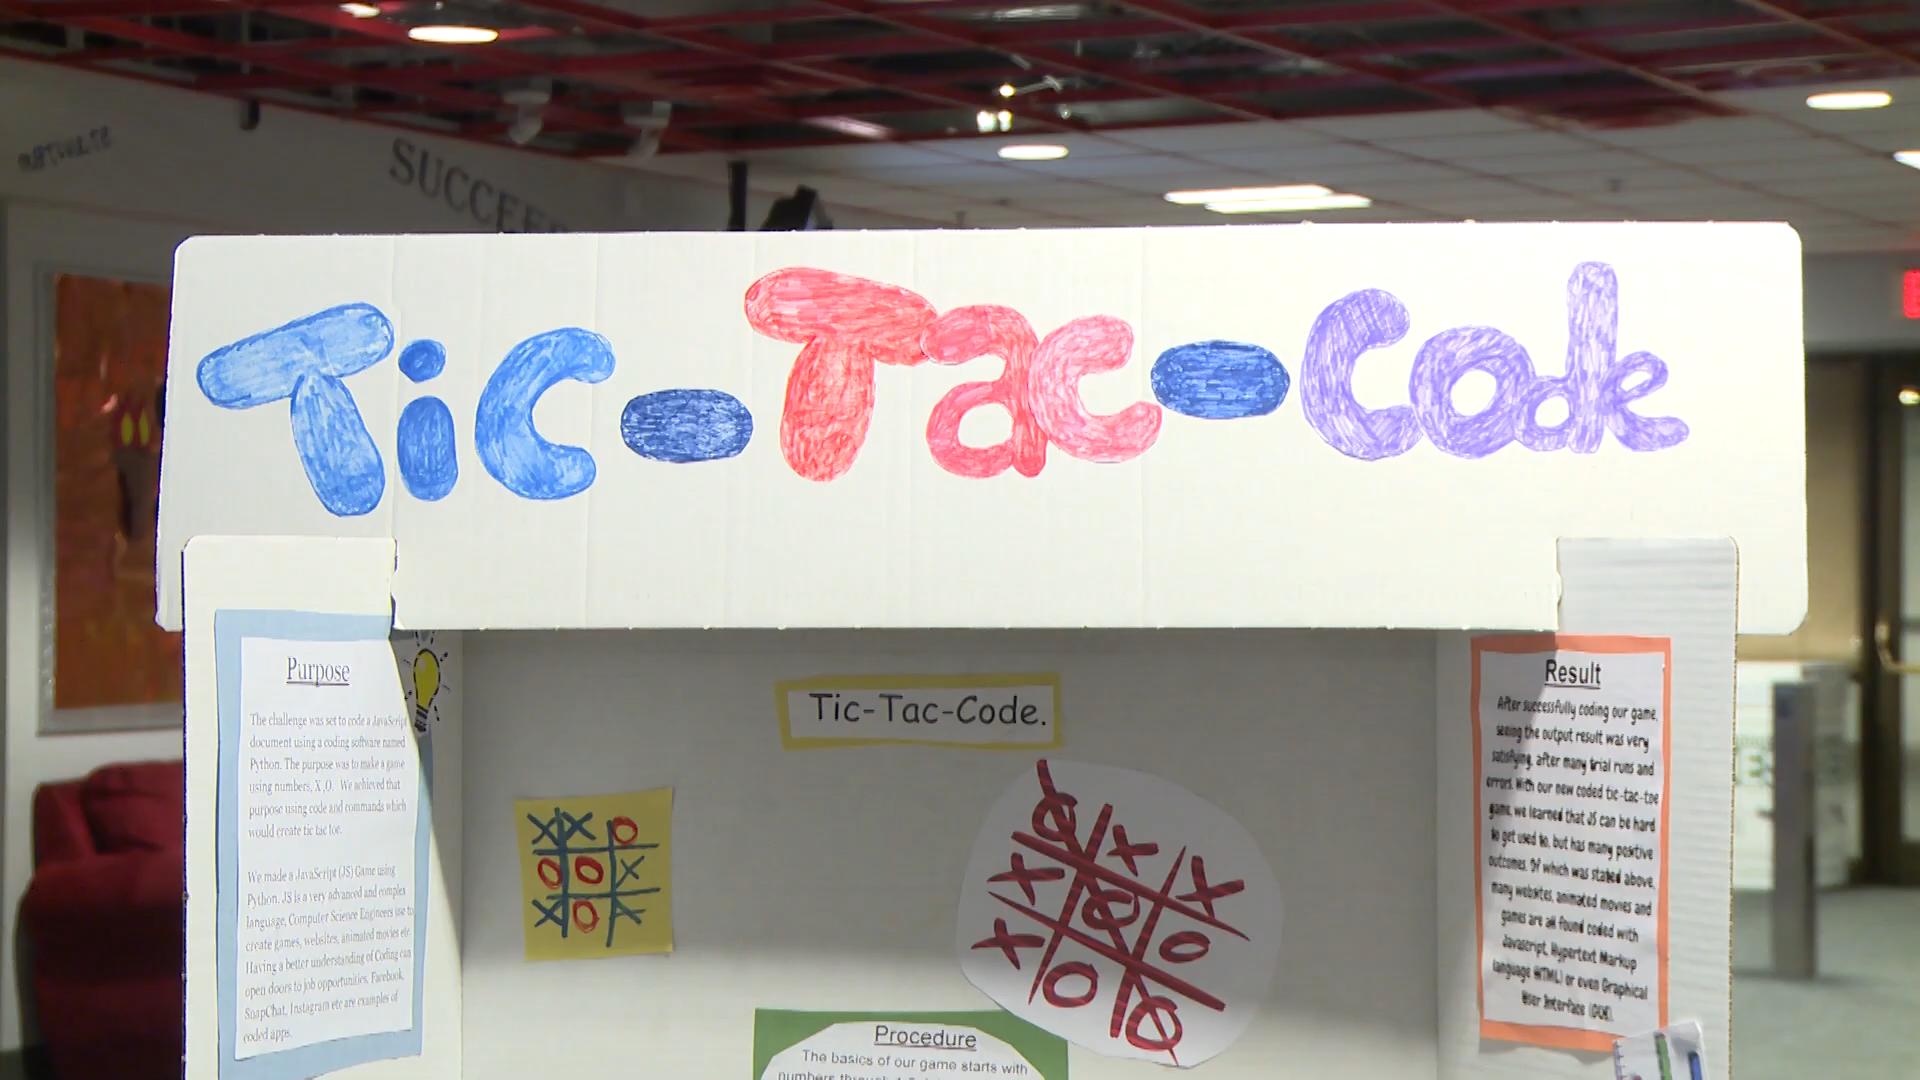 SUCCEE
Tic-Tac-Code
Purpose
The challenge was set to code a JavaScript
document using a coding software named
Python. The purpose was to make a game
using numbers, X ,O. We achieved that
purpose using code and commands which
would create tic tac toe.
We made a JavaScript (JS) Game using
Python. JS is a very advanced and complex
language, Computer Science Engineers use to
create games, websites, animated movies etc.
Having a better understanding of Coding can
open doors to job opportunities, Facebook,
SnapChat, Instagram etc are examples of
coded apps.
Tic-Tac-Code.
X X O
O O X
X O X
O X X
X O O
X O O
Procedure
The basics of our game starts with
numbers through
Result
After successfully coding our game,
seeing the output result was very
satisfying, after many trial runs and
errors. With our new coded tic-tac-toe
game, we learned that JS can be hard
to get used to, but has many positive
outcomes. Of which was stated above,
many websites, animated movies and
games are all found coded with
Javascript, Hypertext Markup
language (HTML) or even Graphical
User Interface (GUI).